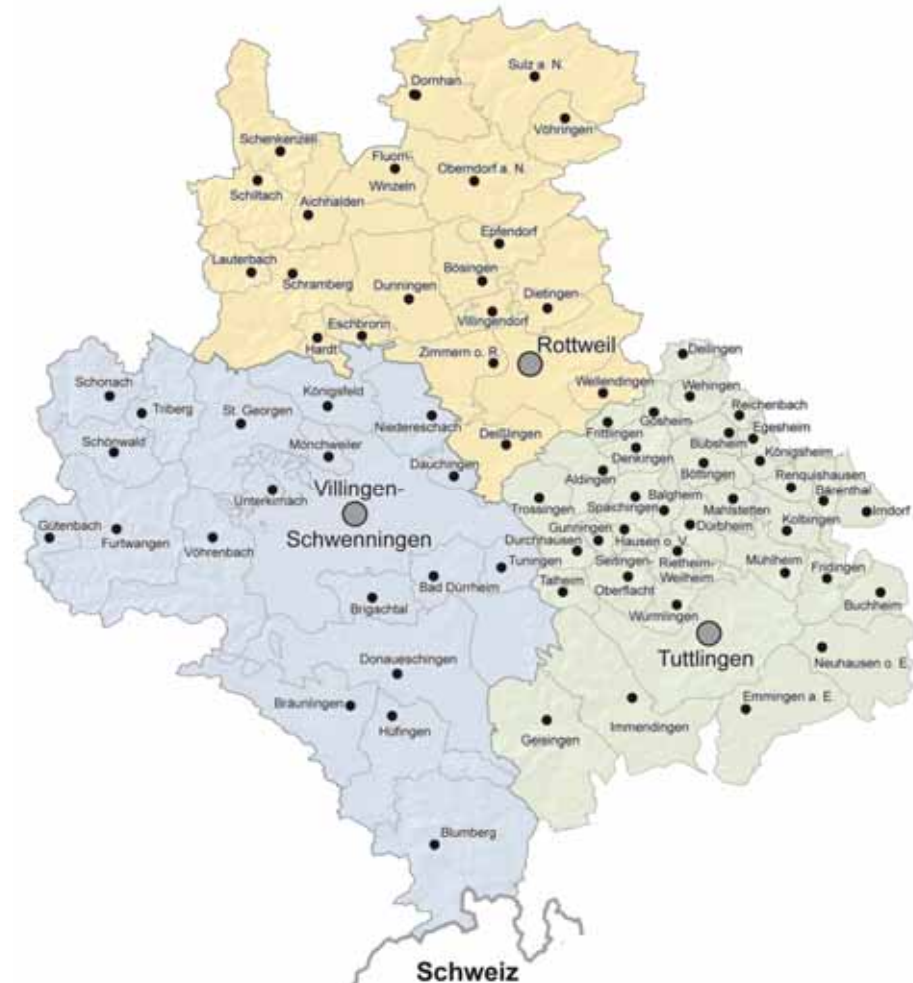 Sulz a. N.
Dornhan
Vöhringen
Schenkenzell
Fluorn-
Winzeln
Oberndorf a. N.
Schiltach
Aichhalden
Epfendorf
Lauterbach
Schramberg
Bösingen
Dunningen
Dietingen
Villingendorf
Eschbronn
Hardt
Zimmern o. R.
Rottweil
Wellendingen
Deißlingen
Schonach
Triberg
St. Georgen
Königsfeld
Niedereschach
Schönwald
Mönchweiler
Dauchingen
Unterkirnach
Villingen-
Schwenningen
Gütenbach
Furtwangen
Vöhrenbach
Tuningen
Bad Dürrheim
Brigachtal
Donaueschingen
Bräunlingen
Hüfingen
Blumberg
Deilingen
Wehingen
Reichenbach
Gosheim
Egesheim
Frittlingen
Bubsheim
Königsheim
Denkingen
Böttingen
Renquishausen
Aldingen
Bärenthal
Trossingen
Spaichingen
Balgheim
Mahlstetten
Irndorf
Kolbingen
Gunningen
Dürbheim
Durchhausen
Hausen o. V.
Seitingen-
Oberflacht
Rietheim-
Weilheim
Mühlheim
Fridingen
Talheim
Buchheim
Wurmlingen
Tuttlingen
Neuhausen o. E.
Emmingen a. E.
Immendingen
Geisingen
Schweiz